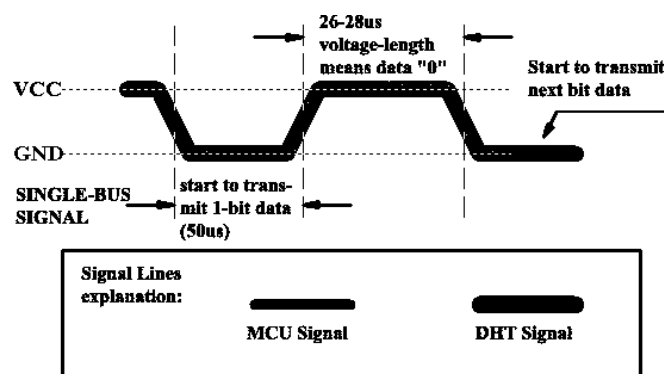 26-28us
voltage-length
means data "0"
Start to transmit
next bit data
VCC
GND
SINGLE-BUS
SIGNAL
start to trans-
mit 1-bit data
(50us)
Signal Lines
explanation:
MCU Signal
DHT Signal